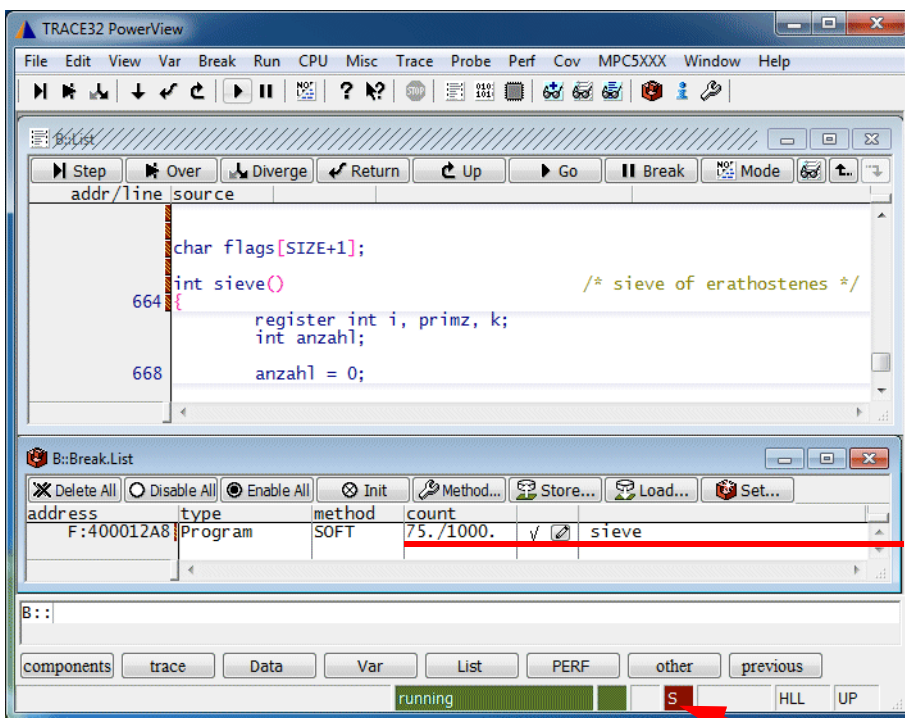 TRACE32 PowerView
File Edit View Var Break Run CPU Misc Trace Probe Perf Cov MPC5XXX Window Help
B::List
Step Over Diverge Return Up Go Break Mode
addr/line source
char flags[SIZE+1];
int sieve() /* sieve of erathostenes */
664 {
register int i, primz, k;
int anzahl;
668 anzahl = 0;
B::Break.List
Delete All Disable All Enable All Init Method... Store... Load... Set...
address type method count
F:400012A8 Program SOFT 75./1000. √ sieve
B::
components trace Data Var List PERF other previous
running S HLL UP